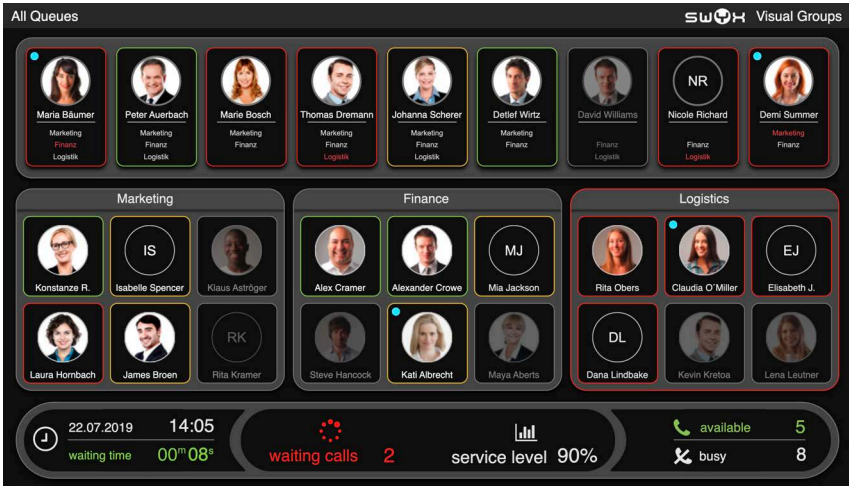 All Queues
swyx Visual Groups
Maria Bäumer
Marketing
Finanz
Logistik
Peter Auerbach
Marketing
Finanz
Logistik
Marie Bosch
Marketing
Finanz
Thomas Dremann
Marketing
Finanz
Logistik
Johanna Scherer
Marketing
Finanz
Logistik
Detlef Wirtz
Marketing
Finanz
David Williams
Finanz
Logistik
NR
Nicole Richard
Finanz
Logistik
Demi Summer
Marketing
Finanz
Marketing
Konstanze R.
IS
Isabelle Spencer
Klaus Aströger
Laura Hornbach
James Broen
RK
Rita Kramer
Finance
Alex Cramer
Alexander Crowe
MJ
Mia Jackson
Steve Hancock
Kati Albrecht
Maya Aberts
Logistics
Rita Obers
Claudia O´Miller
EJ
Elisabeth J.
DL
Dana Lindbake
Kevin Kretoa
Lena Leutner
22.07.2019 14:05
waiting time 00m 08s
waiting calls 2
service level 90%
available 5
busy 8